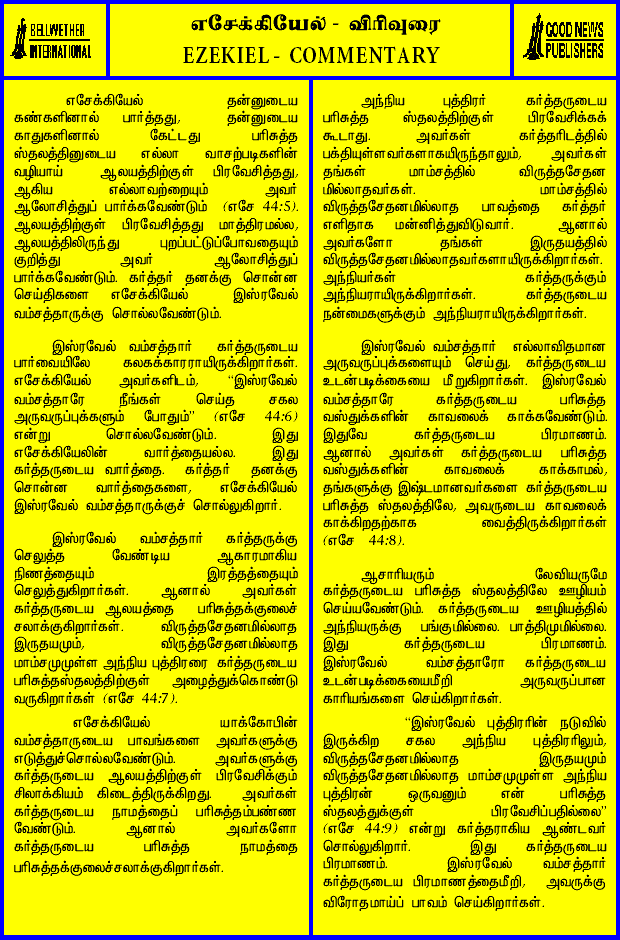 BELLWETHER
INTERNATIONAL
எசேக்கியேல் - விரிவுரை
EZEKIEL - COMMENTARY
GOOD NEWS
PUBLISHERS
எசேக்கியேல் தன்னுடைய
கண்களினால் பார்த்தது, தன்னுடைய
காதுகளினால் கேட்டது பரிசுத்த
ஸ்தலத்தினுடைய எல்லா வாசற்படிகளின்
வழியாய் ஆலயத்திற்குள் பிரவேசித்தது,
ஆகிய எல்லாவற்றையும் அவர்
ஆலோசித்துப் பார்க்கவேண்டும் (எசே 44:5).
ஆலயத்திற்குள் பிரவேசித்தது மாத்திரமல்ல,
ஆலயத்திலிருந்து புறப்பட்டுப்போவதையும்
குறித்து அவர் ஆலோசித்துப்
பார்க்கவேண்டும். கர்த்தர் தனக்கு சொன்ன
செய்திகளை எசேக்கியேல் இஸ்ரவேல்
வம்சத்தாருக்கு சொல்லவேண்டும்.
இஸ்ரவேல் வம்சத்தார் கர்த்தருடைய
பார்வையிலே கலகக்காரராயிருக்கிறார்கள்.
எசேக்கியேல் அவர்களிடம், "இஸ்ரவேல்
வம்சத்தாரே நீங்கள் செய்த சகல
அருவருப்புக்களும் போதும்" (எசே 44:6)
என்று சொல்லவேண்டும். இது
எசேக்கியேலின் வார்த்தையல்ல. இது
கர்த்தருடைய வார்த்தை. கர்த்தர் தனக்கு
சொன்ன வார்த்தைகளை, எசேக்கியேல்
இஸ்ரவேல் வம்சத்தாருக்குச் சொல்லுகிறார்.
இஸ்ரவேல் வம்சத்தார் கர்த்தருக்கு
செலுத்த வேண்டிய ஆகாரமாகிய
நிணத்தையும் இரத்தத்தையும்
செலுத்துகிறார்கள். ஆனால் அவர்கள்
கர்த்தருடைய ஆலயத்தை பரிசுத்தக்குலைச்
சலாக்குகிறார்கள். விருத்தசேதனமில்லாத
இருதயமும், விருத்தசேதனமில்லாத
மாம்சமுமுள்ள அந்நிய புத்திரரை கர்த்தருடைய
பரிசுத்தஸ்தலத்திற்குள் அழைத்துக்கொண்டு
வருகிறார்கள் (எசே 44:7).
எசேக்கியேல் யாக்கோபின்
வம்சத்தாருடைய பாவங்களை அவர்களுக்கு
எடுத்துச்சொல்லவேண்டும். அவர்களுக்கு
கர்த்தருடைய ஆலயத்திற்குள் பிரவேசிக்கும்
சிலாக்கியம் கிடைத்திருக்கிறது. அவர்கள்
கர்த்தருடைய நாமத்தைப் பரிசுத்தம்பண்ண
வேண்டும். ஆனால் அவர்களோ
கர்த்தருடைய பரிசுத்த நாமத்தை
பரிசுத்தக்குலைச்சலாக்குகிறார்கள்.
அந்நிய புத்திரர் கர்த்தருடைய
பரிசுத்த ஸ்தலத்திற்குள் பிரவேசிக்கக்
கூடாது. அவர்கள் கர்த்தரிடத்தில்
பக்தியுள்ளவர்களாகயிருந்தாலும், அவர்கள்
தங்கள் மாம்சத்தில் விருத்தசேதன
மில்லாதவர்கள். மாம்சத்தில்
விருத்தசேதனமில்லாத பாவத்தை கர்த்தர்
எளிதாக மன்னித்துவிடுவார். ஆனால்
அவர்களோ தங்கள் இருதயத்தில்
விருத்தசேதனமில்லாதவர்களாயிருக்கிறார்கள்.
அந்நியர்கள் கர்த்தருக்கும்
அந்நியராயிருக்கிறார்கள். கர்த்தருடைய
நன்மைகளுக்கும் அந்நியராயிருக்கிறார்கள்.
இஸ்ரவேல் வம்சத்தார் எல்லாவிதமான
அருவருப்புக்களையும் செய்து, கர்த்தருடைய
உடன்படிக்கையை மீறுகிறார்கள். இஸ்ரவேல்
வம்சத்தாரே கர்த்தருடைய பரிசுத்த
வஸ்துக்களின் காவலைக் காக்கவேண்டும்.
இதுவே கர்த்தருடைய பிரமாணம்.
ஆனால் அவர்கள் கர்த்தருடைய பரிசுத்த
வஸ்துக்களின் காவலைக் காக்காமல்,
தங்களுக்கு இஷ்டமானவர்களை கர்த்தருடைய
பரிசுத்த ஸ்தலத்திலே, அவருடைய காவலைக்
காக்கிறதற்காக வைத்திருக்கிறார்கள்
(எசே 44:8).
ஆசாரியரும் லேவியருமே
கர்த்தருடைய பரிசுத்த ஸ்தலத்திலே ஊழியம்
செய்யவேண்டும். கர்த்தருடைய ஊழியத்தில்
அந்நியருக்கு பங்குமில்லை. பாத்திமுமில்லை.
இது கர்த்தருடைய பிரமாணம்.
இஸ்ரவேல் வம்சத்தாரோ கர்த்தருடைய
உடன்படிக்கையைமீறி அருவருப்பான
காரியங்களை செய்கிறார்கள்.
"இஸ்ரவேல் புத்திரரின் நடுவில்
இருக்கிற சகல அந்நிய புத்திரரிலும்,
விருத்தசேதனமில்லாத இருதயமும்
விருத்தசேதனமில்லாத மாம்சமுமுள்ள அந்நிய
புத்திரன் ஒருவனும் என் பரிசுத்த
ஸ்தலத்துக்குள் பிரவேசிப்பதில்லை"
(எசே 44:9) என்று கர்த்தராகிய ஆண்டவர்
சொல்லுகிறார். இது கர்த்தருடைய
பிரமாணம். இஸ்ரவேல் வம்சத்தார்
கர்த்தருடைய பிரமாணத்தைமீறி, அவருக்கு
விரோதமாய்ப் பாவம் செய்கிறார்கள்.